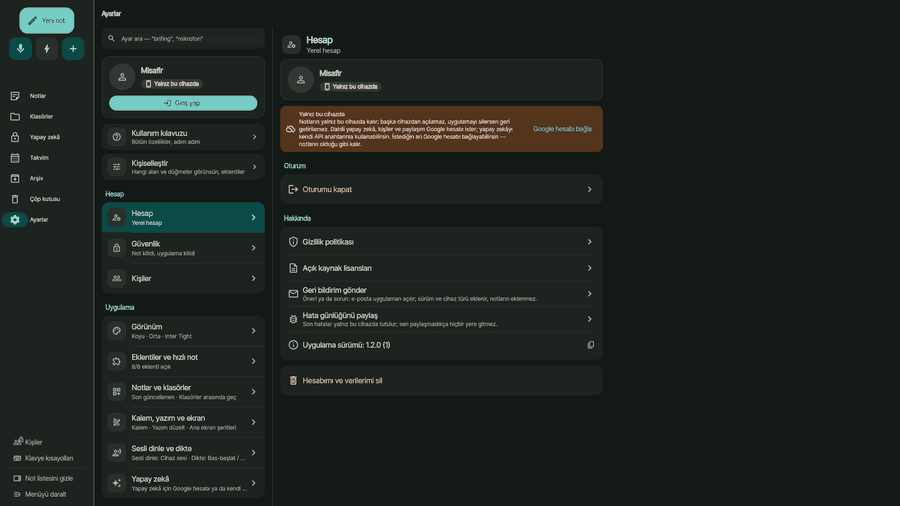 Yeni not
Notlar
Klasörler
Yapay zekâ
Takvim
Arşiv
Çöp kutusu
Ayarlar
Kişiler
Klavye kısayolları
Not listesini gizle
Menüyü daralt
Ayarlar
Ayar ara — "brifing", "mikrofon"
Misafir
Yalnız bu cihazda
Giriş yap
Kullanım kılavuzu
Bütün özellikler, adım adım
Kişiselleştir
Hangi alan ve düğmeler görünsün, eklentiler
Hesap
Hesap
Yerel hesap
Güvenlik
Not kilidi, uygulama kilidi
Kişiler
Uygulama
Görünüm
Koyu · Orta · Inter Tight
Eklentiler ve hızlı not
8/8 eklenti açık
Notlar ve klasörler
Son güncellenen · Klasörler arasında geç
Kalem, yazım ve ekran
Kalem · Yazım düzelt · Ana ekran şeritleri
Sesli dinle ve dikte
Sesli dinle: Cihaz sesi · Dikte: Bas-başlat / ...
Yapay zekâ
Yapay zekâ için Google hesabı ya da kendi ...
Hesap
Yerel hesap
Misafir
Yalnız bu cihazda
Yalnız bu cihazda
Notların yalnız bu cihazda kalır: başka cihazdan açılamaz, uygulamayı silersen geri
getirilemez. Dahili yapay zekâ, kişiler ve paylaşım Google hesabı ister; yapay zekâyı
kendi API anahtarınla kullanabilirsin. İstediğin an Google hesabı bağlayabilirsin —
notların olduğu gibi kalır.
Google hesabı bağla
Oturum
Oturumu kapat
Hakkında
Gizlilik politikası
Açık kaynak lisansları
Geri bildirim gönder
Öneri ya da sorun: e-posta uygulaman açılır; sürüm ve cihaz türü eklenir, notların eklenmez.
Hata günlüğünü paylaş
Son hatalar yalnız bu cihazda tutulur; sen paylaşmadıkça hiçbir yere gitmez.
Uygulama sürümü: 1.2.0 (1)
Hesabımı ve verilerimi sil